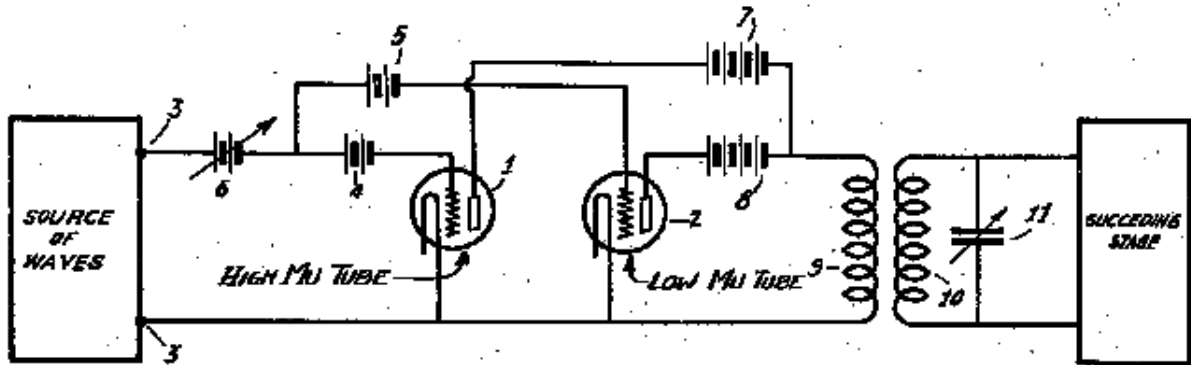 7
5
3
6
4
1
8
2
SOURCE
OF
WAVES
HIGH MU TUBE
LOW MU TUBE
9
10
11
SUCCEDING
STAGE
3